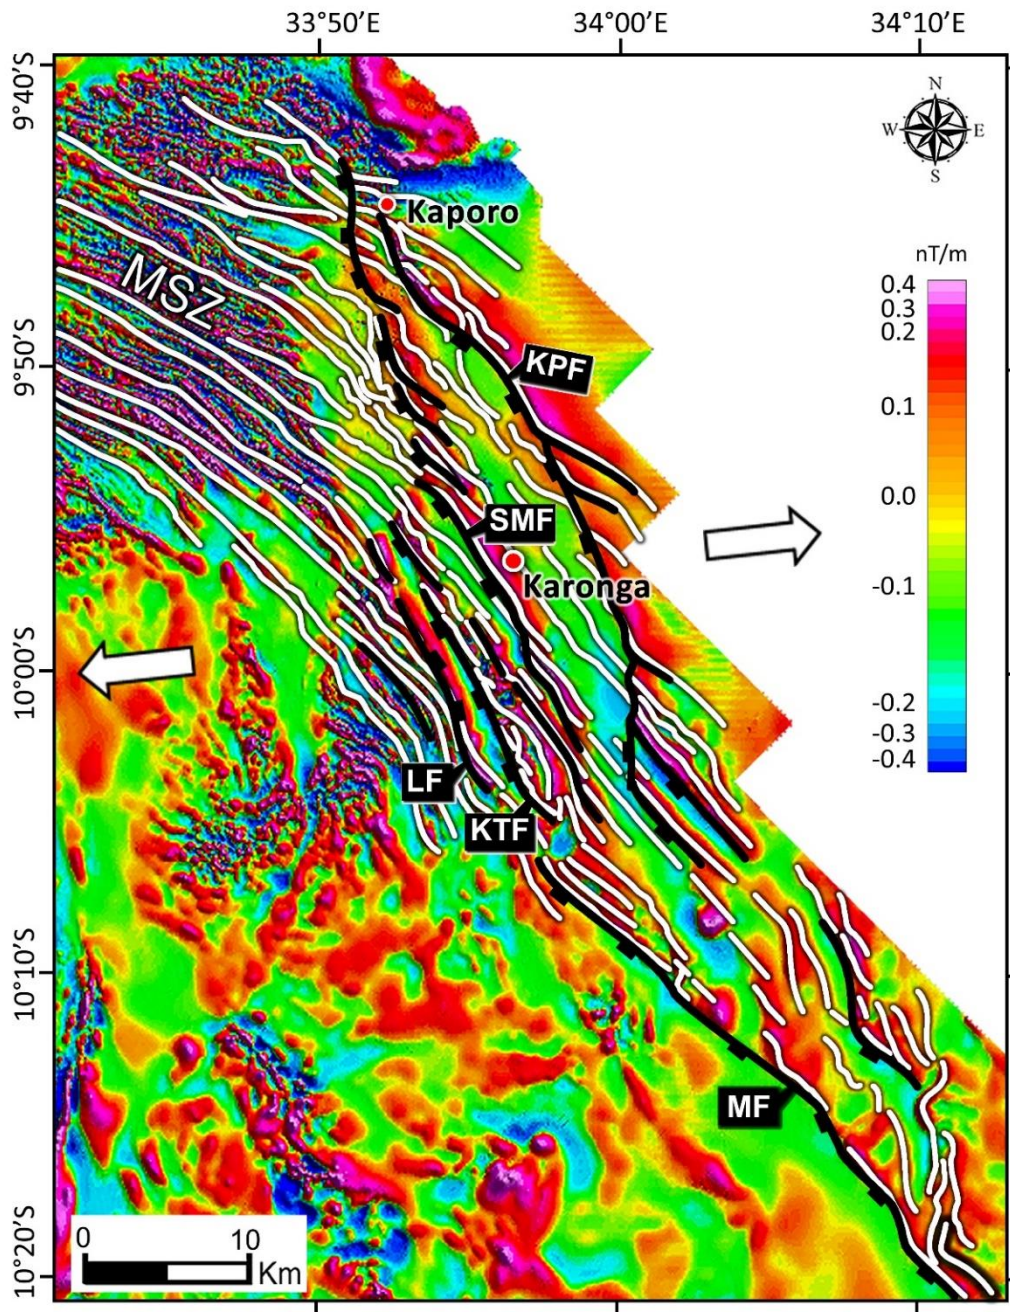 33°50’E 34°00’E 34°10’E
9°40’S
N
W E
S
Kaporo
MSZ
nT/m
0.4
0.3
0.2
0.1
0.0
-0.1
-0.2
-0.3
-0.4
9°50’S
KPF
SMF
Karonga
10°00’S
LF
KTF
10°10’S
MF
10°20’S
0 10
Km